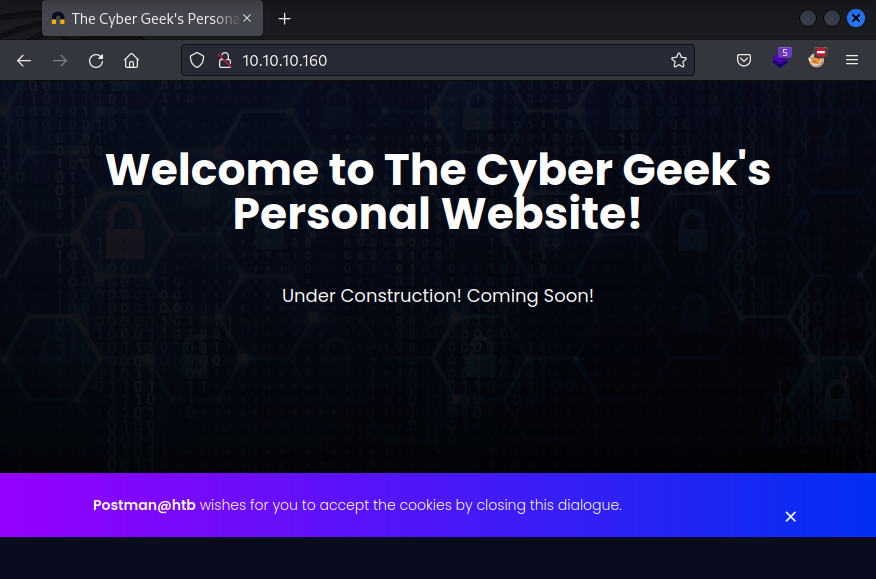 The Cyber Geek's Persona
10.10.10.160
5
Welcome to The Cyber Geek's
Personal Website!
Under Construction! Coming Soon!
Postman@htb wishes for you to accept the cookies by closing this dialogue.